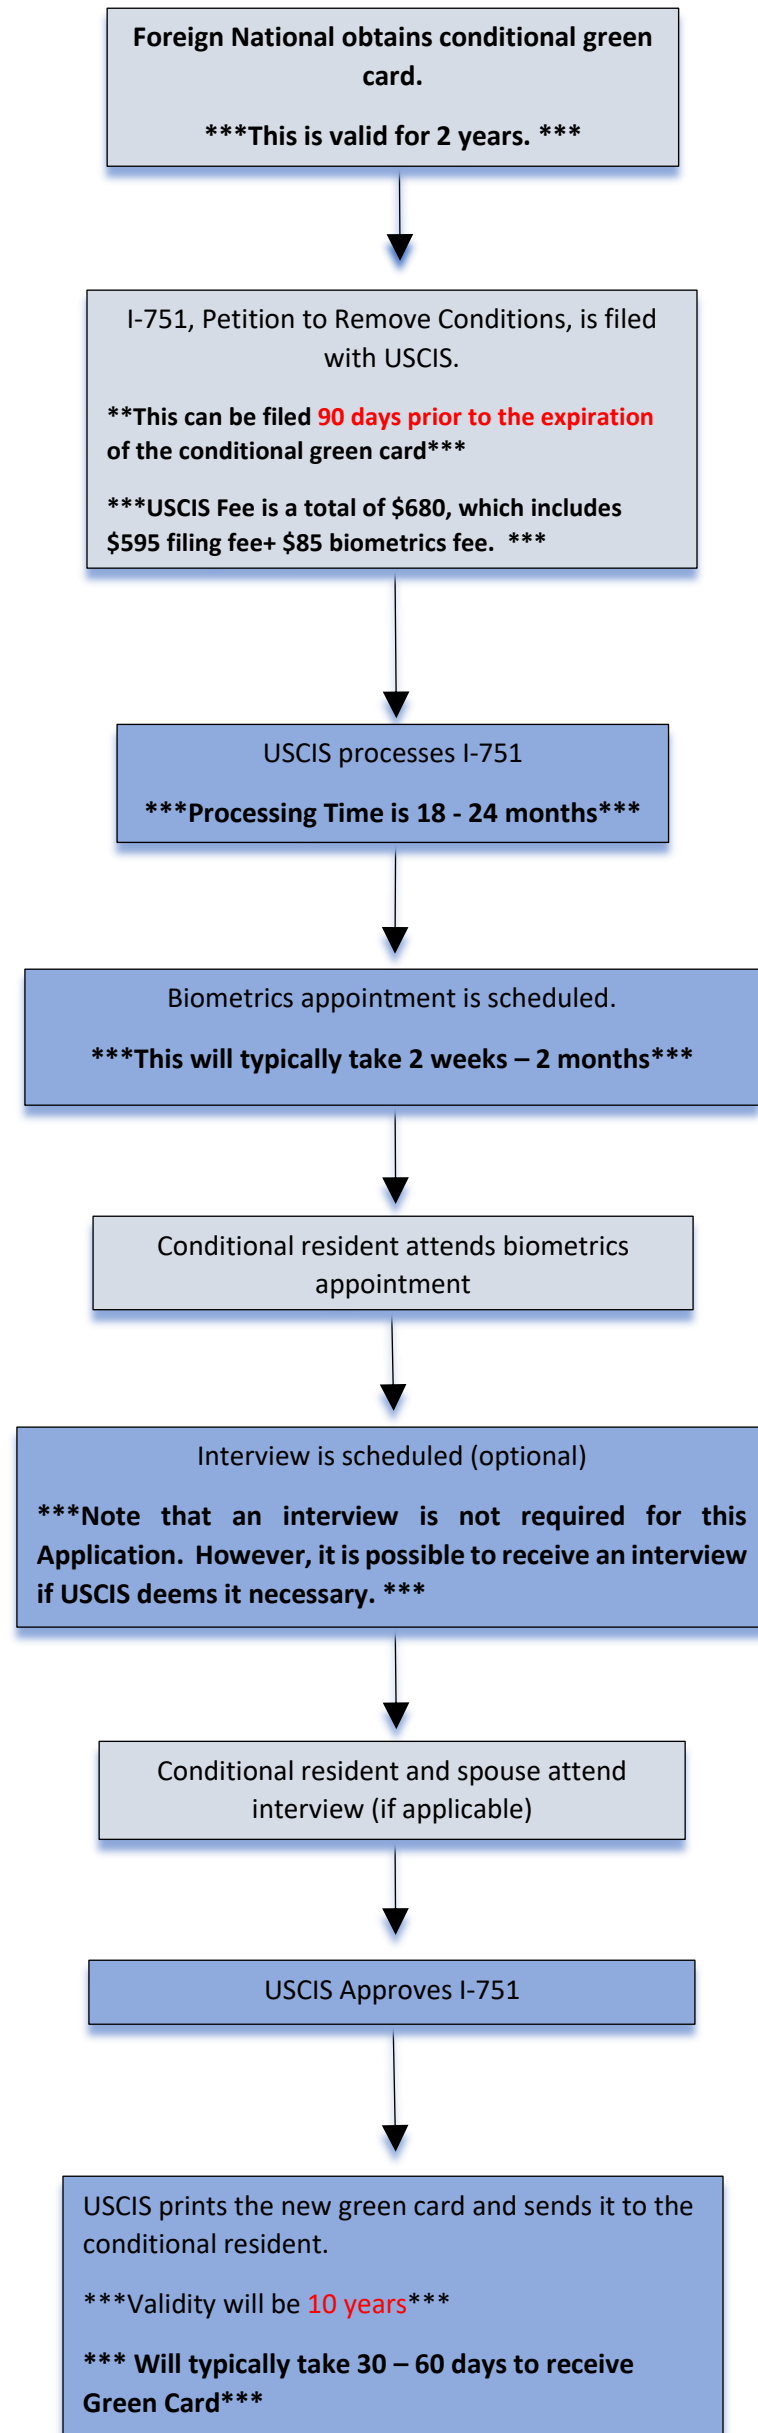 Foreign National obtains conditional green
card.
***This is valid for 2 years. ***
I-751, Petition to Remove Conditions, is filed
with USCIS.
**This can be filed 90 days prior to the expiration
of the conditional green card***
***USCIS Fee is a total of $680, which includes
$595 filing fee+ $85 biometrics fee.  ***
USCIS processes I-751
***Processing Time is 18 - 24 months***
Biometrics appointment is scheduled.
***This will typically take 2 weeks – 2 months***
Conditional resident attends biometrics
appointment
Interview is scheduled (optional)
***Note that an interview is not required for this
Application.  However, it is possible to receive an interview
if USCIS deems it necessary. ***
Conditional resident and spouse attend
interview (if applicable)
USCIS Approves I-751
USCIS prints the new green card and sends it to the
conditional resident.
***Validity will be 10 years***
*** Will typically take 30 – 60 days to receive
Green Card***